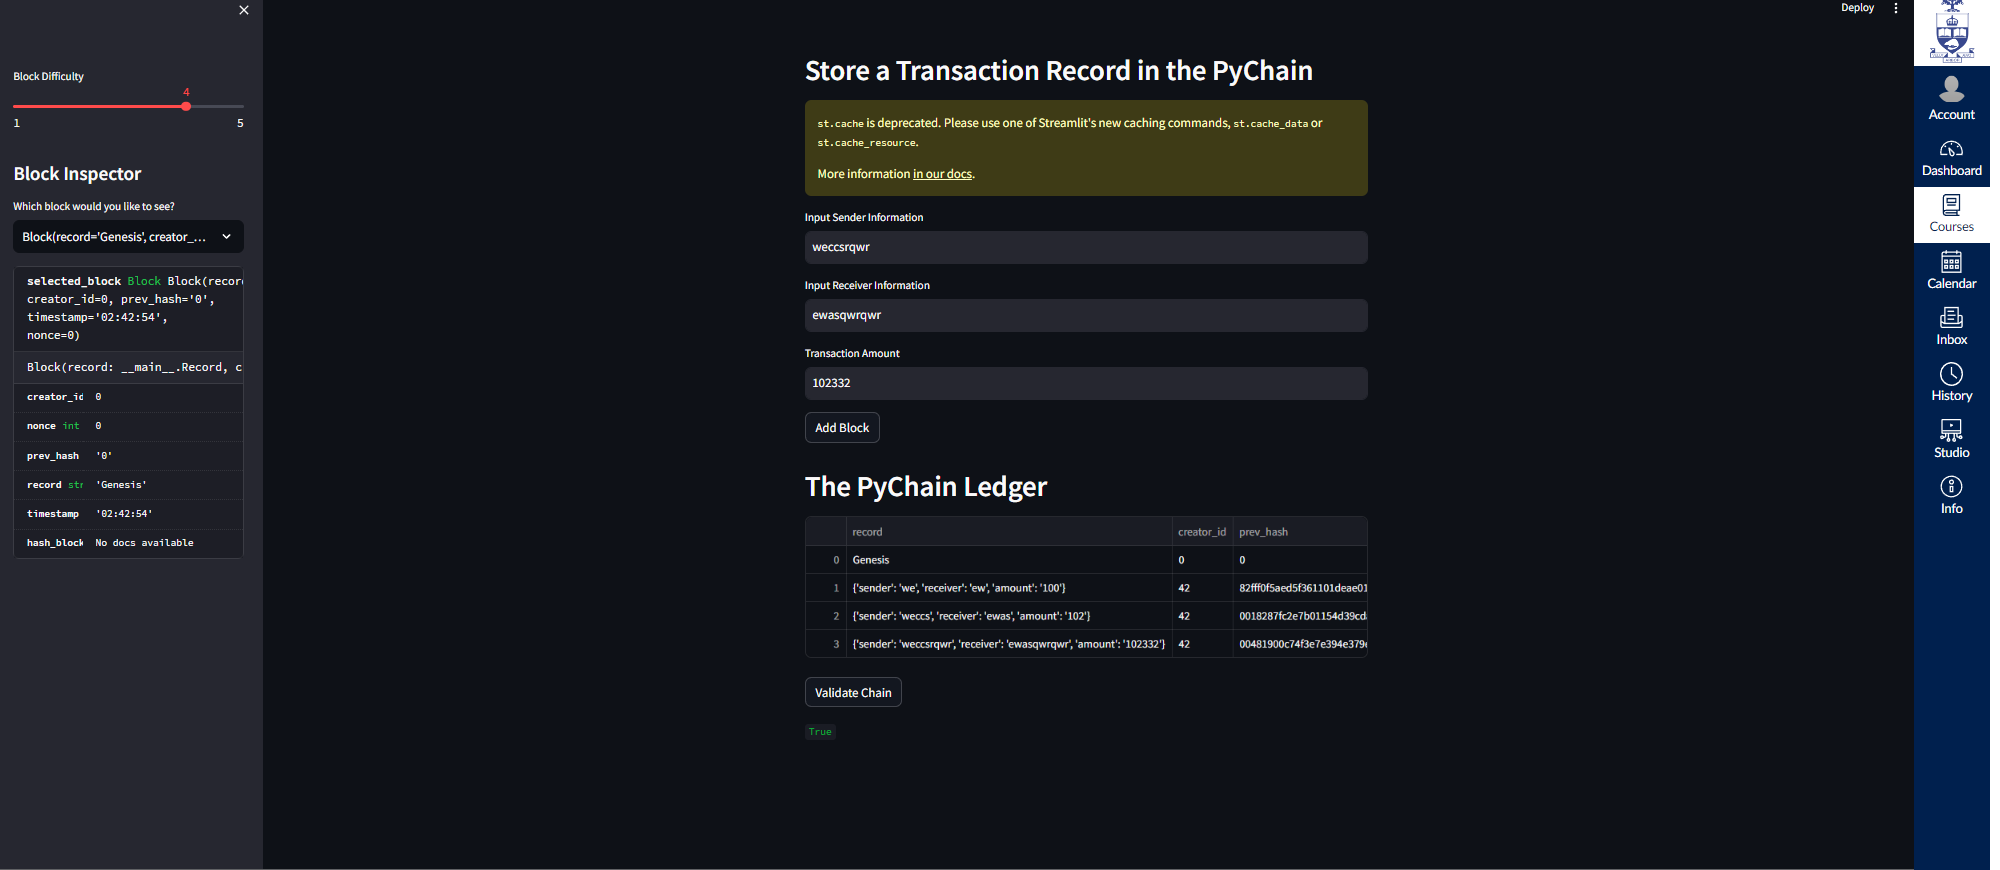 Block Difficulty
4
1
5
Block Inspector
Which block would you like to see?
Block(record='Genesis', creator_...
selected_block Block Block(recor
creator_id=0, prev_hash='0',
timestamp='02:42:54',
nonce=0)
Block(record: __main__.Record, c
creator_id 0
nonce int 0
prev_hash '0'
record str 'Genesis'
timestamp '02:42:54'
hash_block No docs available
Deploy
Store a Transaction Record in the PyChain
st.cache is deprecated. Please use one of Streamlit's new caching commands, st.cache_data or
st.cache_resource.
More information in our docs.
Input Sender Information
weccsrqwr
Input Receiver Information
ewasqwrqwr
Transaction Amount
102332
Add Block
The PyChain Ledger
record creator_id prev_hash
0 Genesis 0 0
1 {'sender': 'we', 'receiver': 'ew', 'amount': '100'} 42 82fff0f5aed5f361101deae01
2 {'sender': 'weccs', 'receiver': 'ewas', 'amount': '102'} 42 0018287fc2e7b01154d39cd
3 {'sender': 'weccsrqwr', 'receiver': 'ewasqwrqwr', 'amount': '102332'} 42 00481900c74f3e7e394e379
Validate Chain
True
Account
Dashboard
Courses
Calendar
Inbox
History
Studio
Info